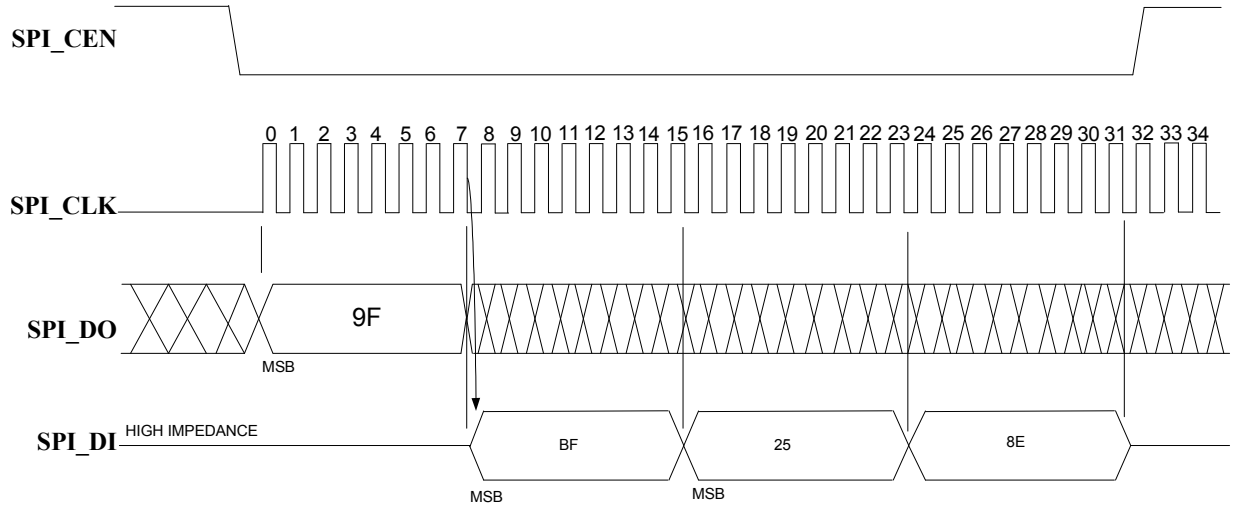 SPI_CEN
0 1 2 3 4 5 6 7 8 9 10 11 12 13 14 15 16 17 18 19 20 21 22 23 24 25 26 27 28 29 30 31 32 33 34
SPI_CLK
9F
SPI_DO
MSB
HIGH IMPEDANCE
SPI_DI
BF 25 8E
MSB MSB